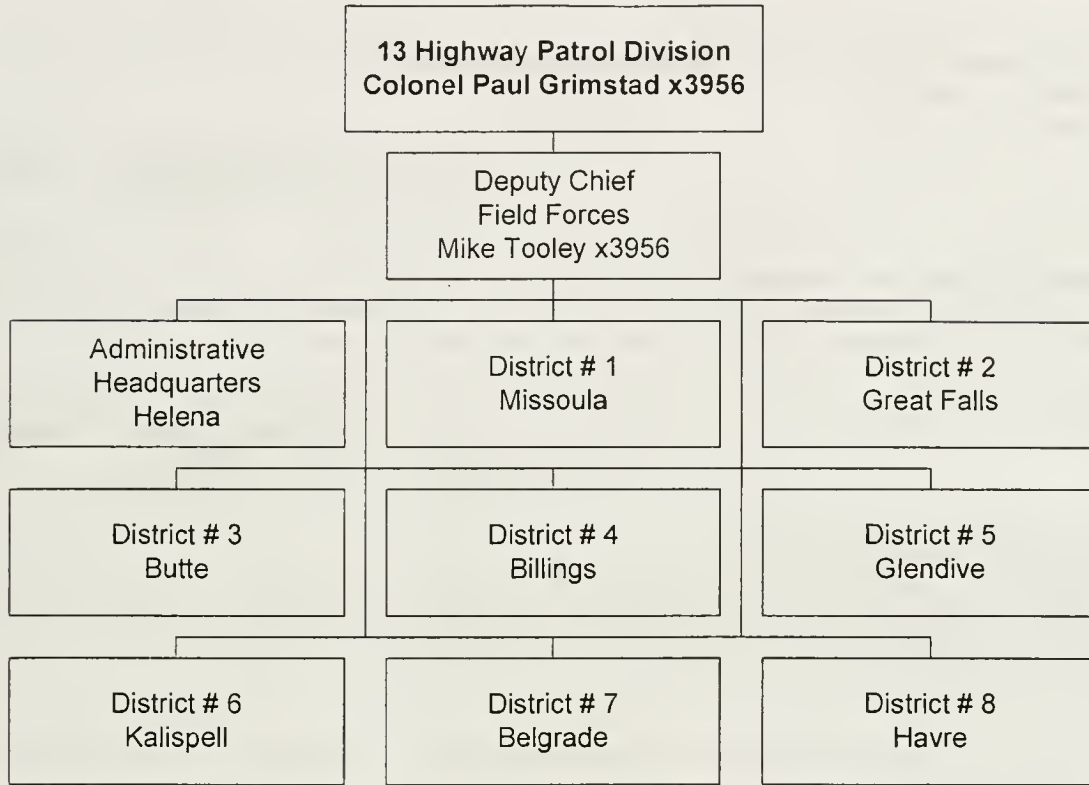 13 Highway Patrol Division
Colonel Paul Grimstad x3956
Deputy Chief
Field Forces
Mike Tooley x3956
Administrative
Headquarters
Helena
District # 1
Missoula
District # 2
Great Falls
District # 3
Butte
District # 4
Billings
District # 5
Glendive
District # 6
Kalispell
District # 7
Belgrade
District # 8
Havre